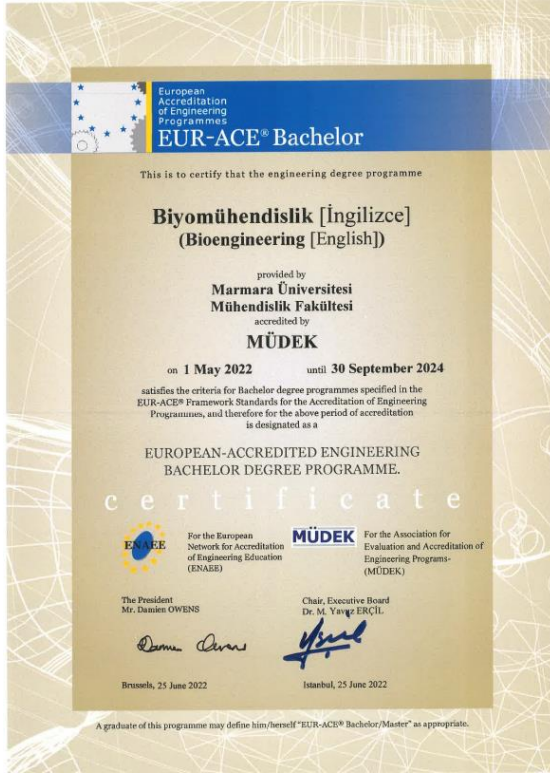 European
Accreditation
of Engineering
Programmes
EUR-ACE® Bachelor
This is to certify that the engineering degree programme
Biyomühendislik [İngilizce]
(Bioengineering [English])
provided by
Marmara Üniversitesi
Mühendislik Fakültesi
accredited by
MÜDEK
on 1 May 2022 until 30 September 2024
satisfies the criteria for Bachelor degree programmes specified in the
EUR-ACE® Framework Standards for the Accreditation of Engineering
Programmes, and therefore for the above period of accreditation
is designated as a
EUROPEAN-ACCREDITED ENGINEERING
BACHELOR DEGREE PROGRAMME.
certificate
ENAEE
For the European
Network for Accreditation
of Engineering Education
(ENAEE)
MÜDEK
For the Association for
Evaluation and Accreditation of
Engineering Programs-
(MÜDEK)
The President
Mr. Damien OWENS
Chair, Executive Board
Dr. M. Yavuz ERÇİL
Brussels, 25 June 2022
Istanbul, 25 June 2022
A graduate of this programme may define him/herself "EUR-ACE® Bachelor/Master" as appropriate.